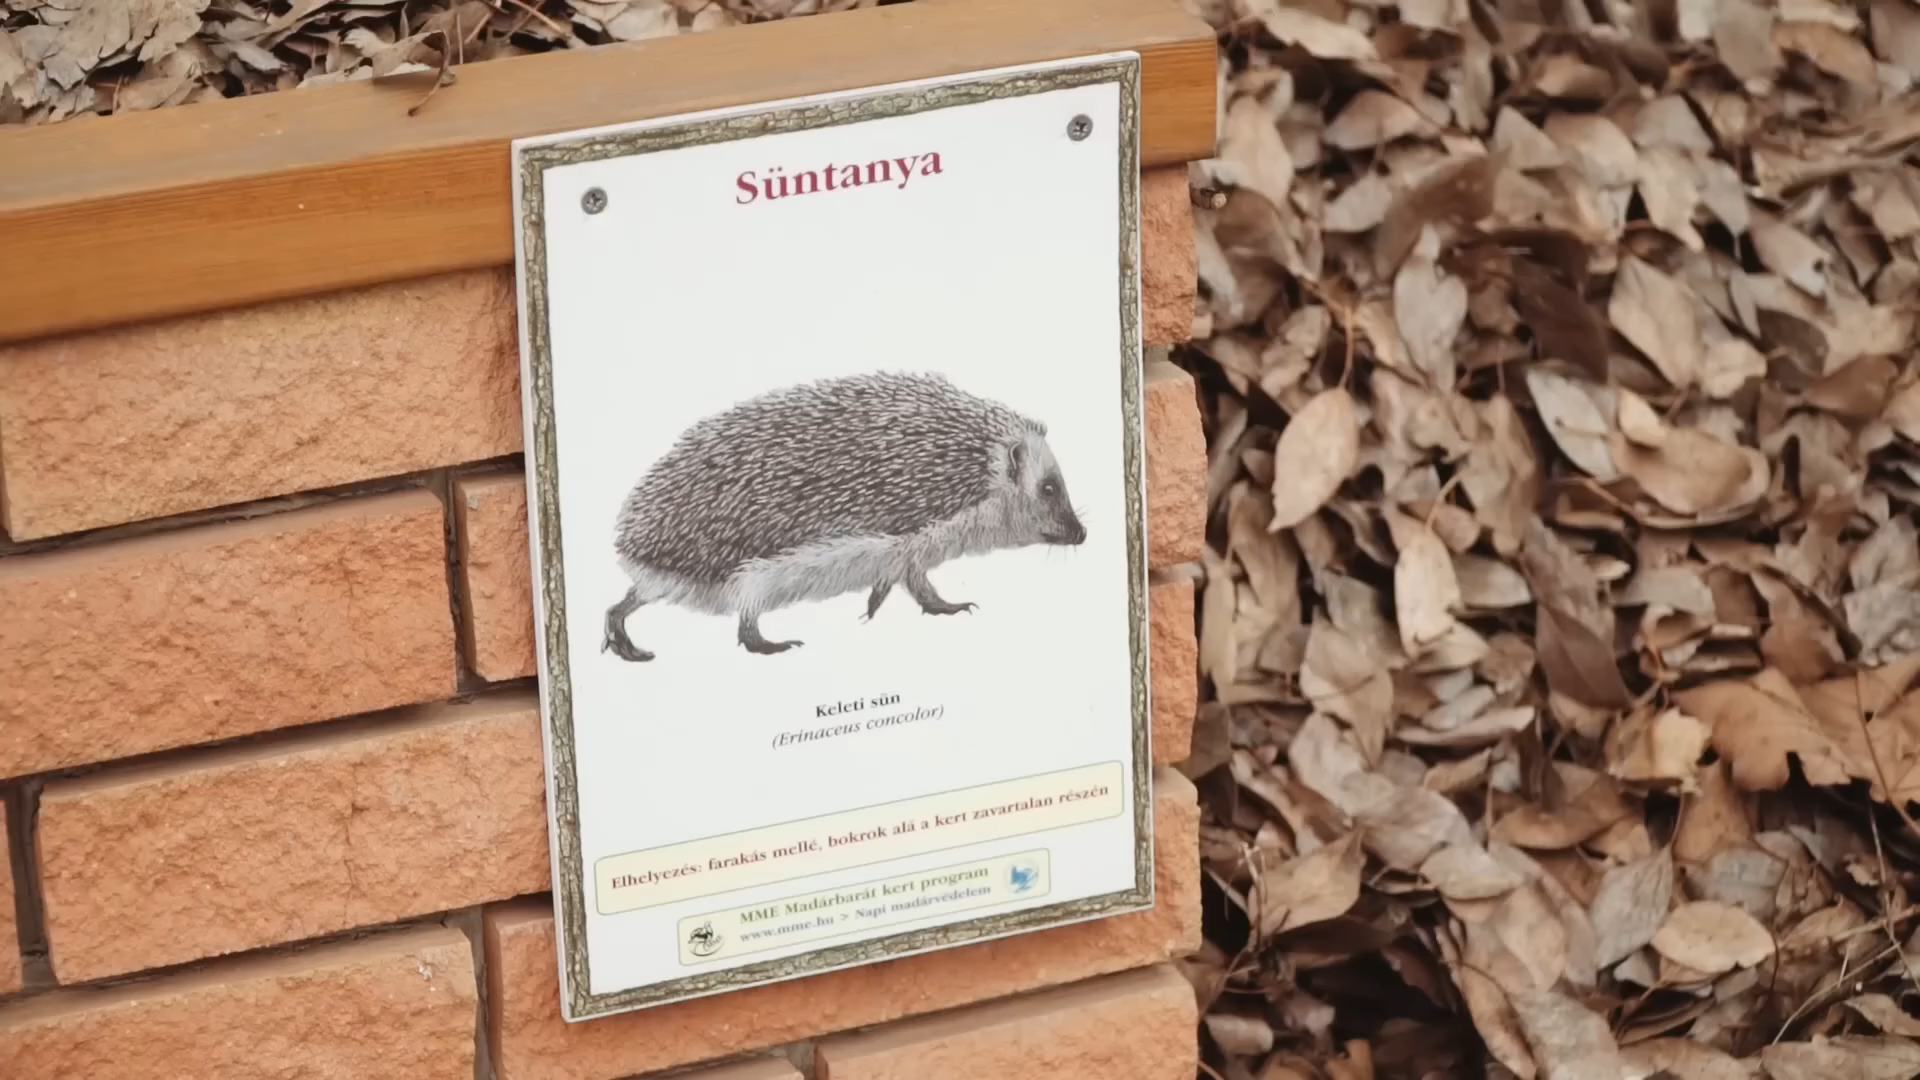 Süntanya
Keleti sün
(Erinaceus concolor)
Elhelyezés: farakás mellé, bokrok alá a kert zavartalan részén
MME Madárbarát kert program
www.mme.hu > Napi madárvédelem